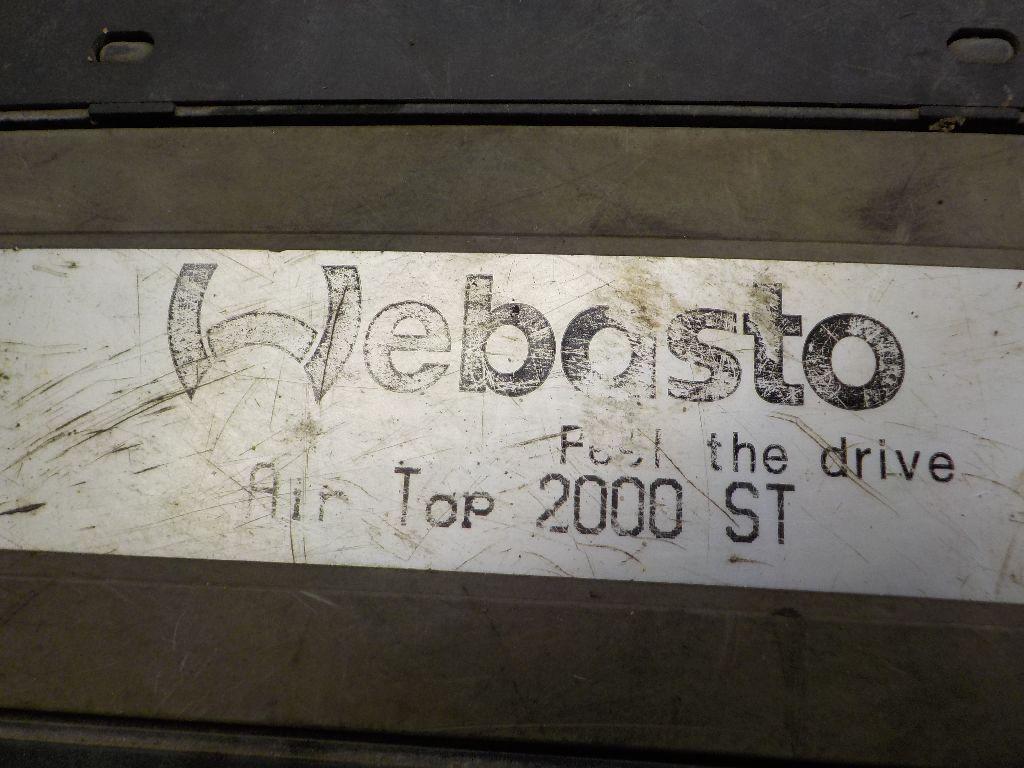 Webasto
Feel the drive
Air Top 2000 ST